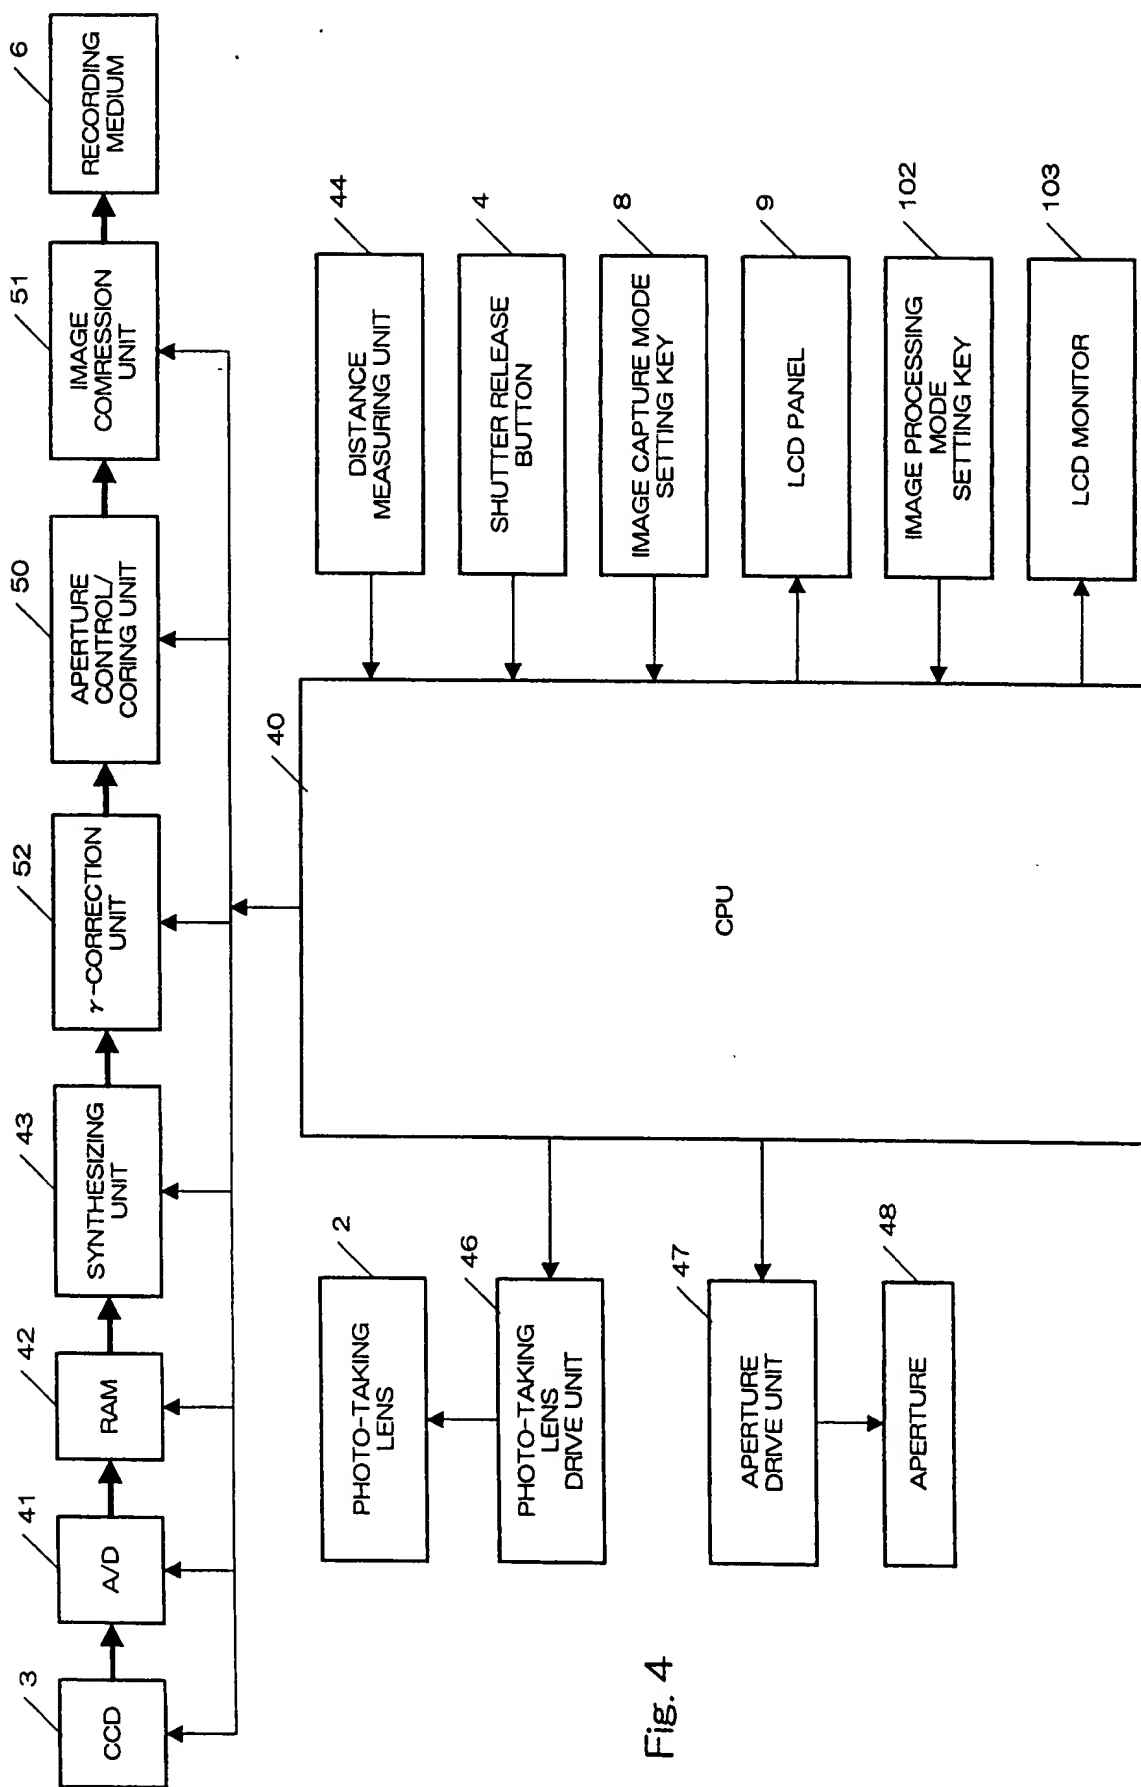 3
CCD
41
A/D
42
RAM
43
SYNTHESIZING
UNIT
52
γ-CORRECTION
UNIT
50
APERTURE
CONTROL/
CORING UNIT
51
IMAGE
COMRESSION
UNIT
6
RECORDING
MEDIUM
40
CPU
2
PHOTO-TAKING
LENS
46
PHOTO-TAKING
LENS
DRIVE UNIT
47
APERTURE
DRIVE UNIT
48
APERTURE
44
DISTANCE
MEASURING UNIT
4
SHUTTER RELEASE
BUTTON
8
IMAGE CAPTURE MODE
SETTING KEY
9
LCD PANEL
102
IMAGE PROCESSING
MODE
SETTING KEY
103
LCD MONITOR
Fig. 4